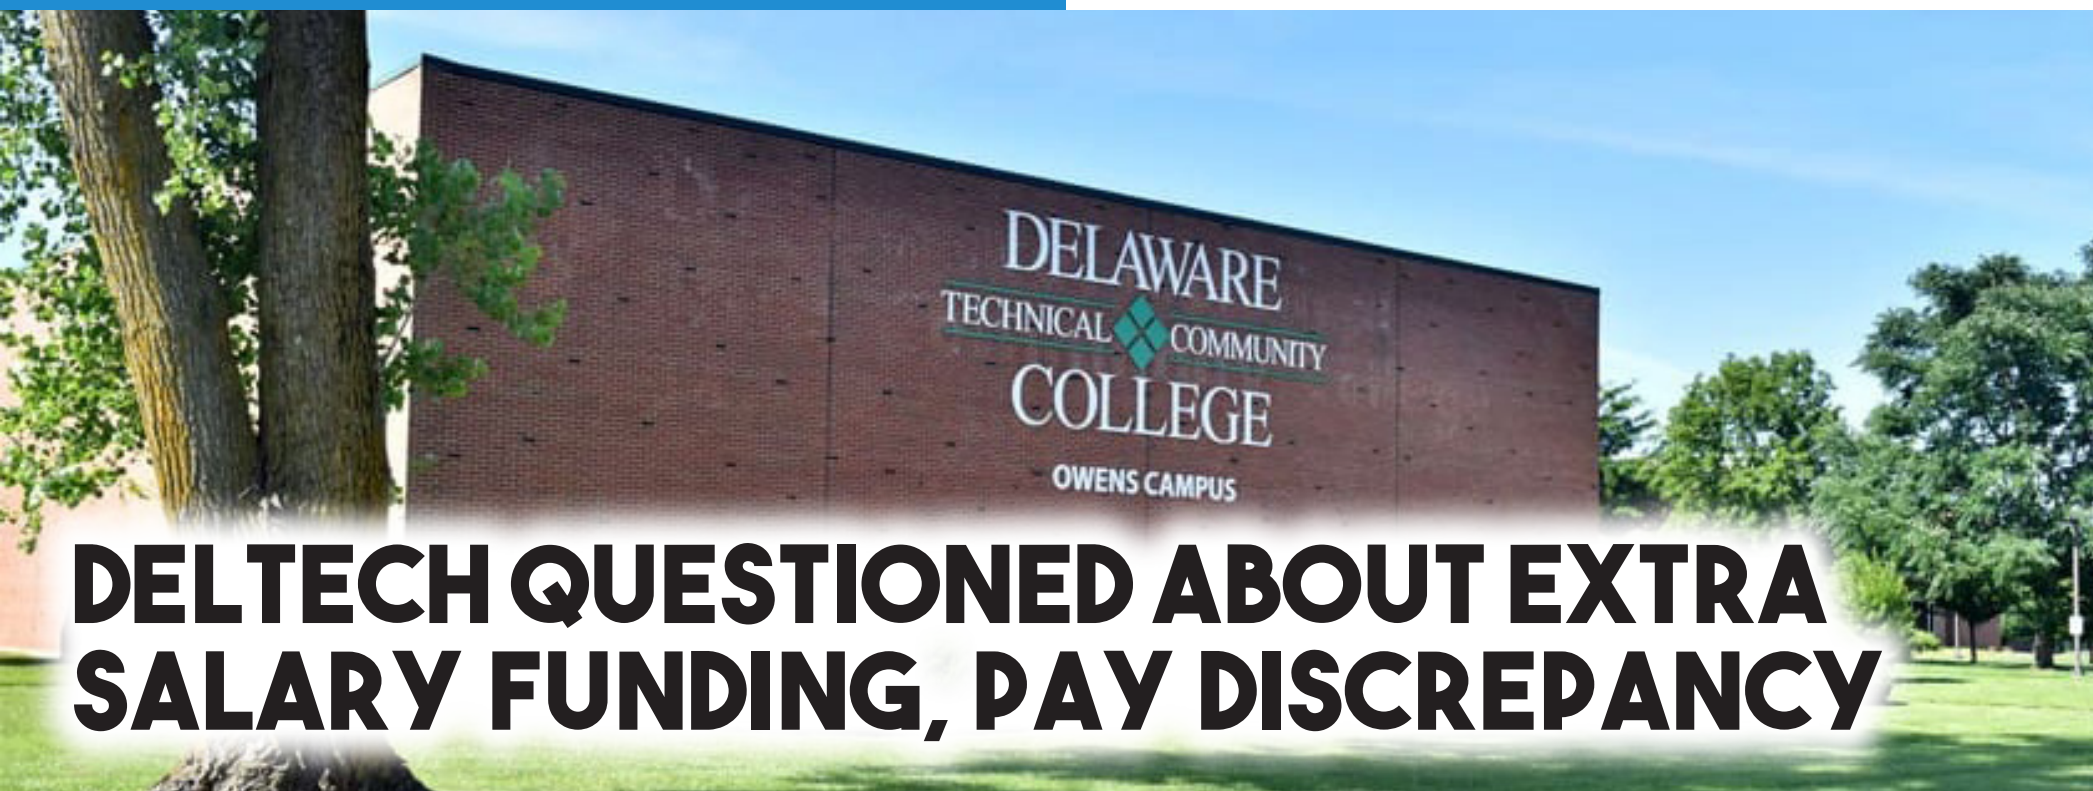 DELAWARE
TECHNICAL COMMUNITY
COLLEGE
OWENS CAMPUS
DELTECH QUESTIONED ABOUT EXTRA
SALARY FUNDING, PAY DISCREPANCY